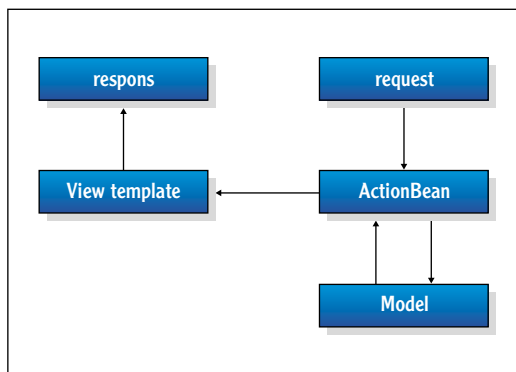 respons
request
View template
ActionBean
Model